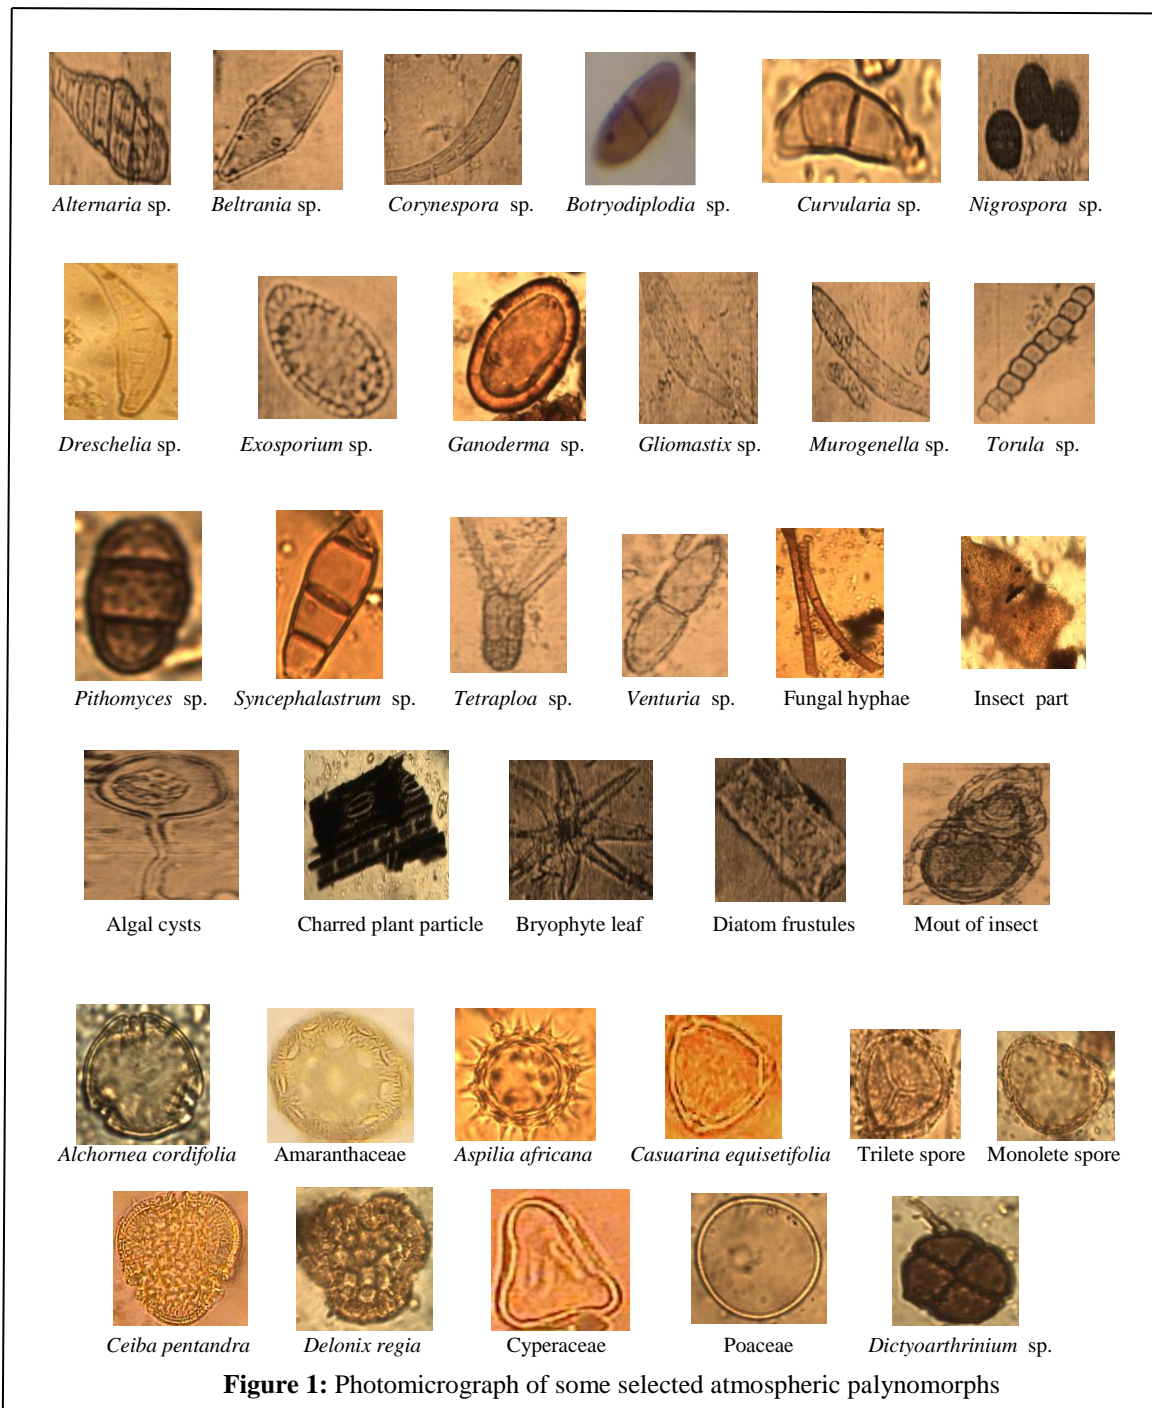 Alternaria sp. Beltrania sp. Corynespora sp. Botryodiplodia sp. Curvularia sp. Nigrospora sp.
Dreschelia sp. Exosporium sp. Ganoderma sp. Gliomastix sp. Murogenella sp. Torula sp.
Pithomyces sp. Syncephalastrum sp. Tetraploa sp. Venturia sp. Fungal hyphae Insect part
Algal cysts Charred plant particle Bryophyte leaf Diatom frustules Mout of insect
Alchornea cordifolia Amaranthaceae Aspilia africana Casuarina equisetifolia Trilete spore Monolete spore
Ceiba pentandra Delonix regia Cyperaceae Poaceae Dictyoarthrinium sp.
Figure 1: Photomicrograph of some selected atmospheric palynomorphs